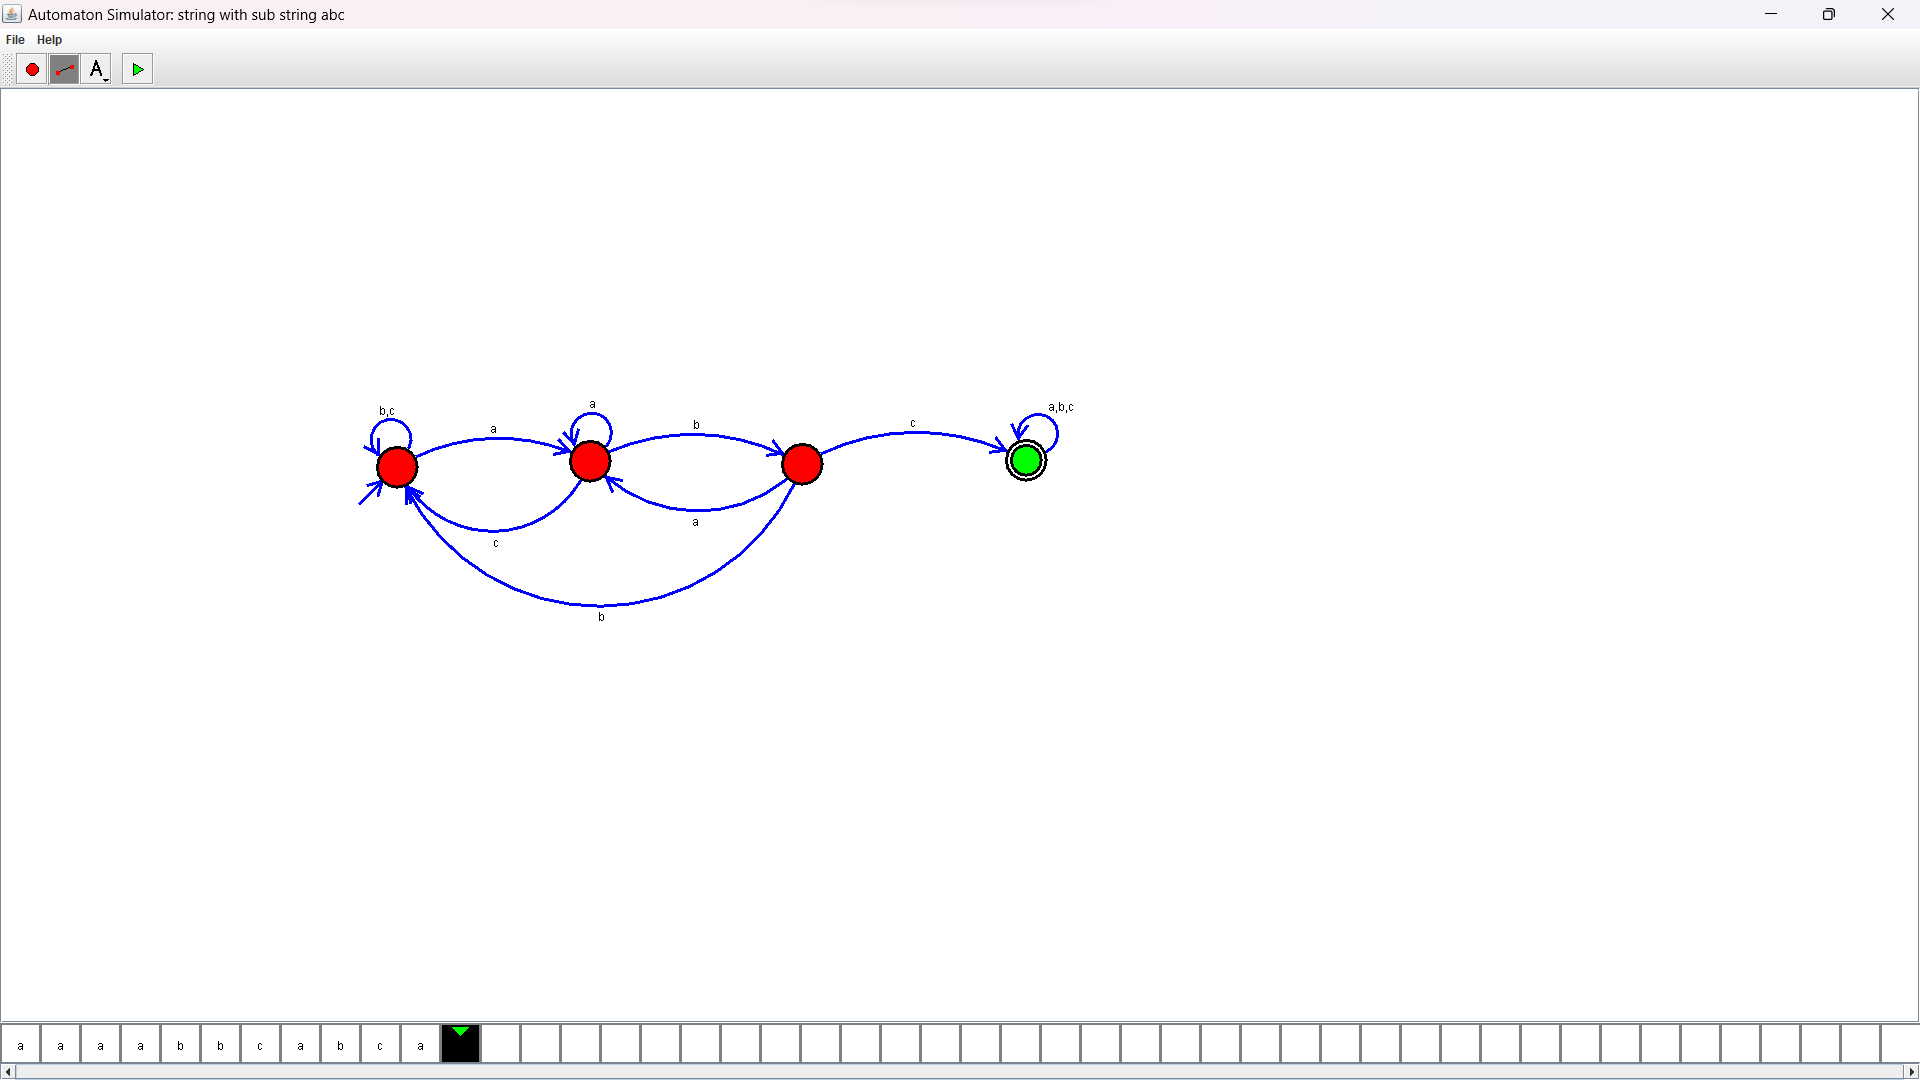 Automaton Simulator: string with sub string abc
File Help
A
a
b,c
a,b,c
c
b
a
c
a
b
a a a a b b c a b c a